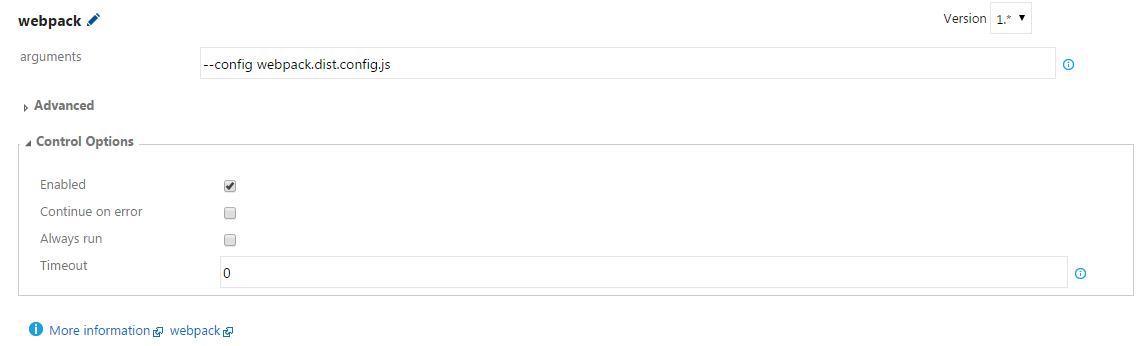 webpack Version 1.*
arguments --config webpack.dist.config.js
Advanced
Control Options
Enabled
Continue on error
Always run
Timeout 0
More information webpack